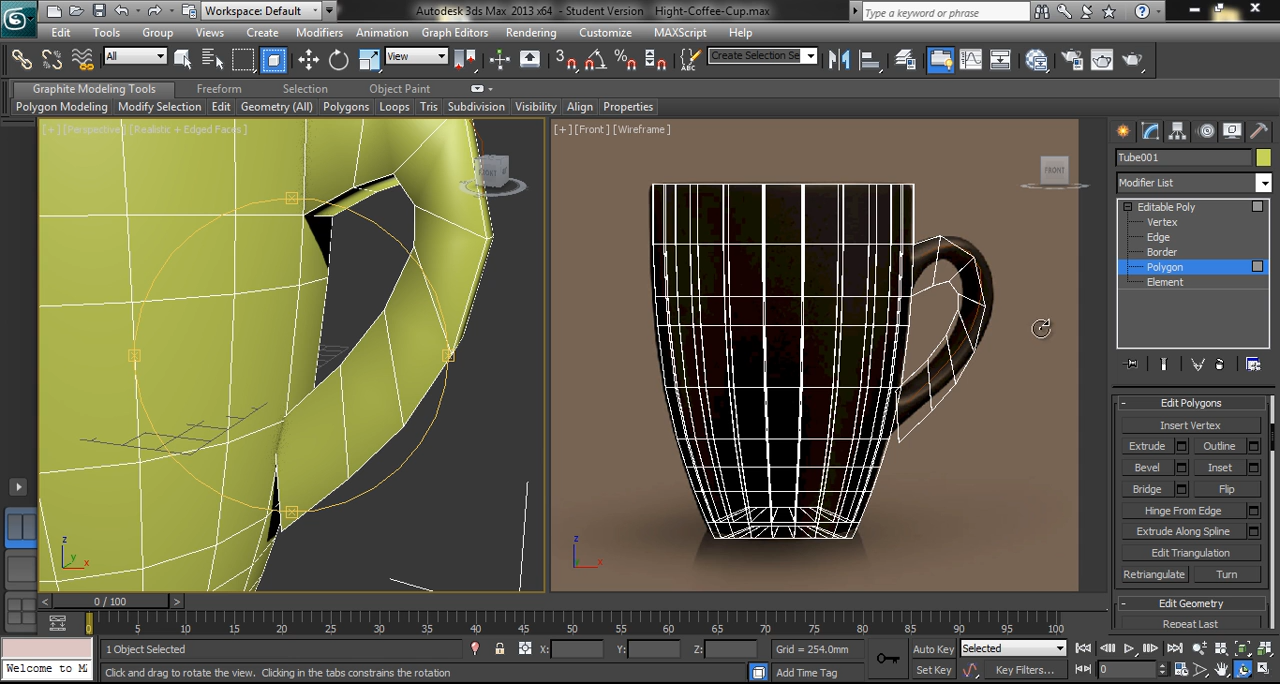 Workspace: Default
Autodesk 3ds Max 2013 x64 - Student Version Hight-Coffee-Cup.max
Type a keyword or phrase
Edit Tools Group Views Create Modifiers Animation Graph Editors Rendering Customize MAXScript Help
All
View
3
Create Selection Se
Graphite Modeling Tools Freeform Selection Object Paint
Polygon Modeling Modify Selection Edit Geometry (All) Polygons Loops Tris Subdivision Visibility Align Properties
[+] [Perspective] [Realistic + Edged Faces]
[+] [Front] [Wireframe]
FRONT
FRONT
Tube001
Modifier List
Editable Poly
Vertex
Edge
Border
Polygon
Element
Edit Polygons
Insert Vertex
Extrude Outline
Bevel Inset
Bridge Flip
Hinge From Edge
Extrude Along Spline
Edit Triangulation
Retriangulate Turn
Edit Geometry
Repeat Last
z
y
x
z
x
< 0 / 100 >
0 5 10 15 20 25 30 35 40 45 50 55 60 65 70 75 80 85 90 95 100
1 Object Selected X: Y: Z: Grid = 254.0mm Auto Key Selected
Welcome to M Click and drag to rotate the view. Clicking in the tabs constrains the rotation Add Time Tag Set Key Key Filters... 0